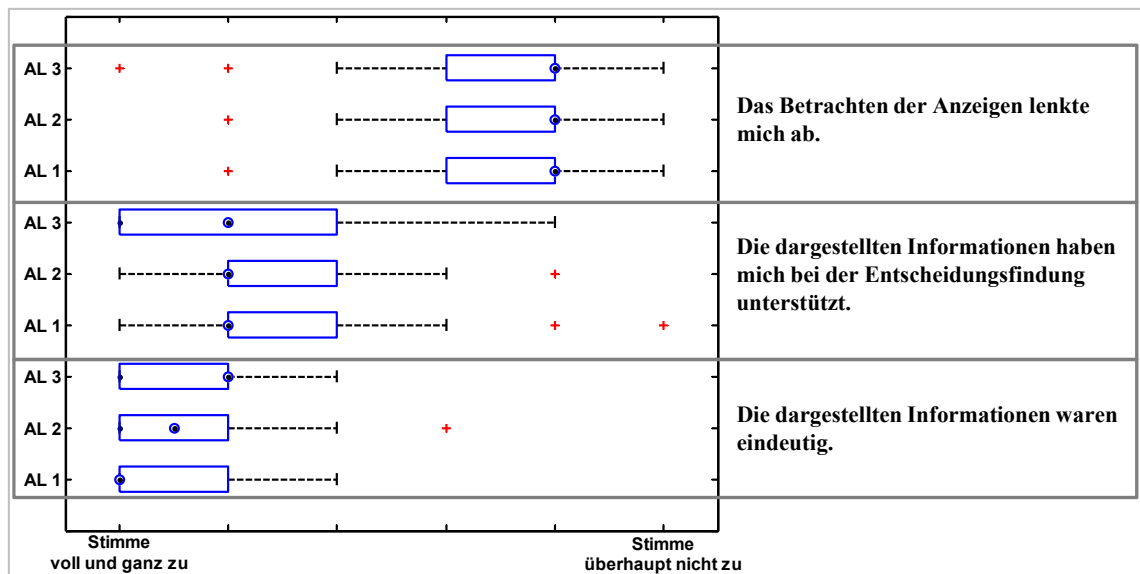 AL 3
AL 2
AL 1
Das Betrachten der Anzeigen lenkte
mich ab.
AL 3
AL 2
AL 1
Die dargestellten Informationen haben
mich bei der Entscheidungsfindung
unterstützt.
AL 3
AL 2
AL 1
Die dargestellten Informationen waren
eindeutig.
Stimme
voll und ganz zu
Stimme
überhaupt nicht zu